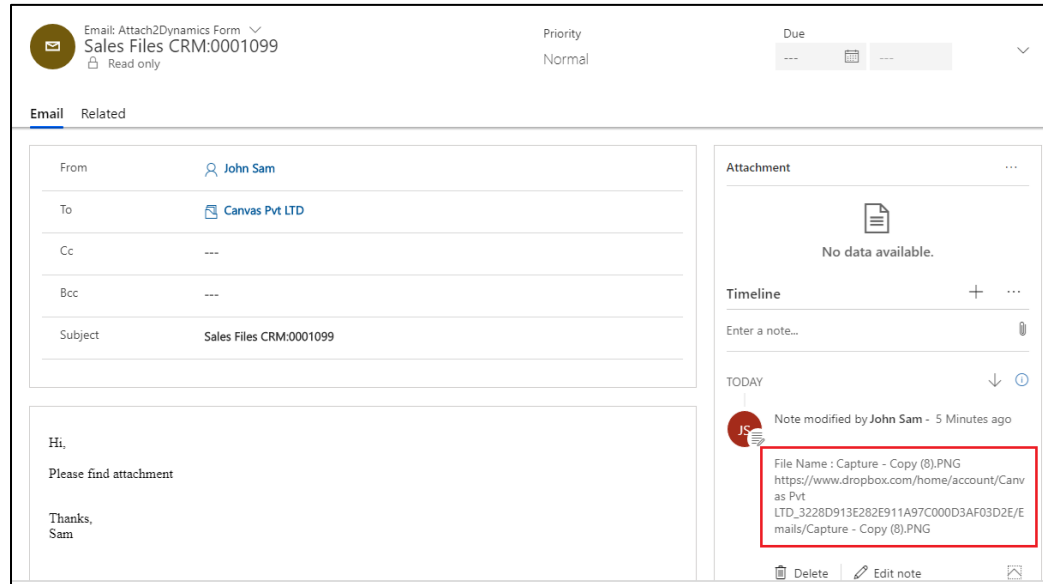 Email: Attach2Dynamics Form
Sales Files CRM:0001099
Read only
Priority
Normal
Due
---
---
Email
Related
From
John Sam
To
Canvas Pvt LTD
Cc
---
Bcc
---
Subject
Sales Files CRM:0001099
Hi,
Please find attachment
Thanks,
Sam
Attachment
...
No data available.
Timeline
...
Enter a note...
TODAY
JS
Note modified by John Sam - 5 Minutes ago
File Name : Capture - Copy (8).PNG
https://www.dropbox.com/home/account/Canv
as Pvt
LTD_3228D913E282E911A97C000D3AF03D2E/E
mails/Capture - Copy (8).PNG
Delete
Edit note